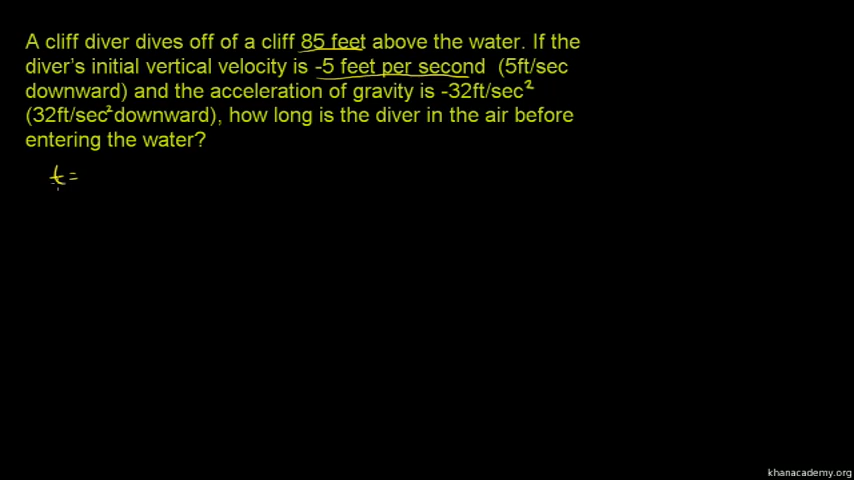 A cliff diver dives off of a cliff 85 feet above the water. If the
diver's initial vertical velocity is -5 feet per second (5ft/sec
downward) and the acceleration of gravity is -32ft/sec²
(32ft/sec² downward), how long is the diver in the air before
entering the water?
t =
khanacademy.org